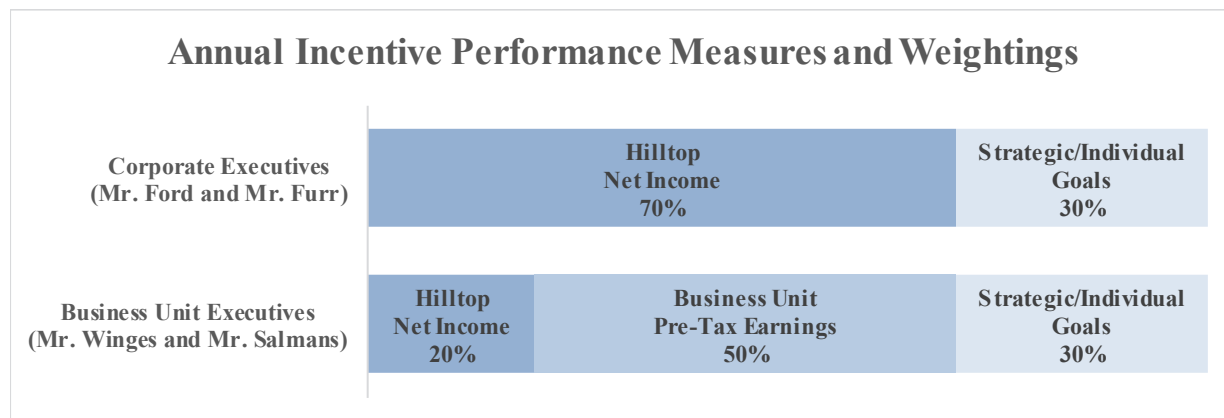 Annual Incentive Performance Measures and Weightings
Corporate Executives
(Mr. Ford and Mr. Furr)
Hilltop
Net Income
70%
Strategic/Individual
Goals
30%
Business Unit Executives
(Mr. Winges and Mr. Salmans)
Hilltop
Net Income
20%
Business Unit
Pre-Tax Earnings
50%
Strategic/Individual
Goals
30%